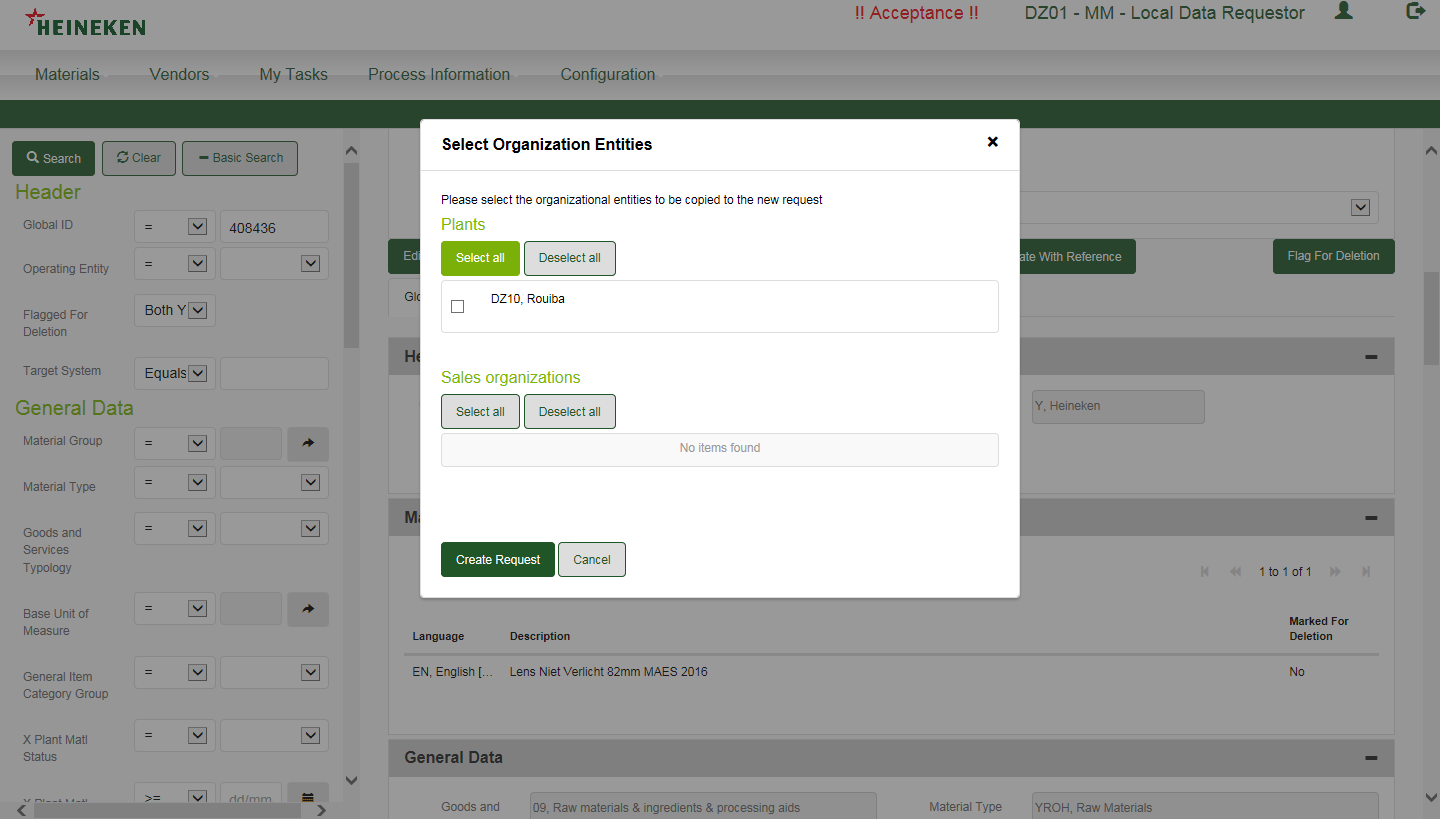 HEINEKEN
!! Acceptance !! DZ01 - MM - Local Data Requestor
Materials Vendors My Tasks Process Information Configuration
Search Clear Basic Search
Header
Global ID = 408436
Operating Entity =
Flagged For
Deletion
Both Y
Target System Equals
General Data
Material Group =
Material Type =
Goods and
Services
Typology
=
Base Unit of
Measure
=
General Item
Category Group
=
X Plant Matl
Status
=
X Plant Matl >= dd/mm
Select Organization Entities
Please select the organizational entities to be copied to the new request
Plants
Select all Deselect all
DZ10, Rouiba
Sales organizations
Select all Deselect all
No items found
Create Request Cancel
With Reference
Flag For Deletion
Y, Heineken
1 to 1 of 1
Language Description Marked For
Deletion
EN, English [... Lens Niet Verlicht 82mm MAES 2016 No
General Data
Goods and 09, Raw materials & ingredients & processing aids Material Type YROH, Raw Materials